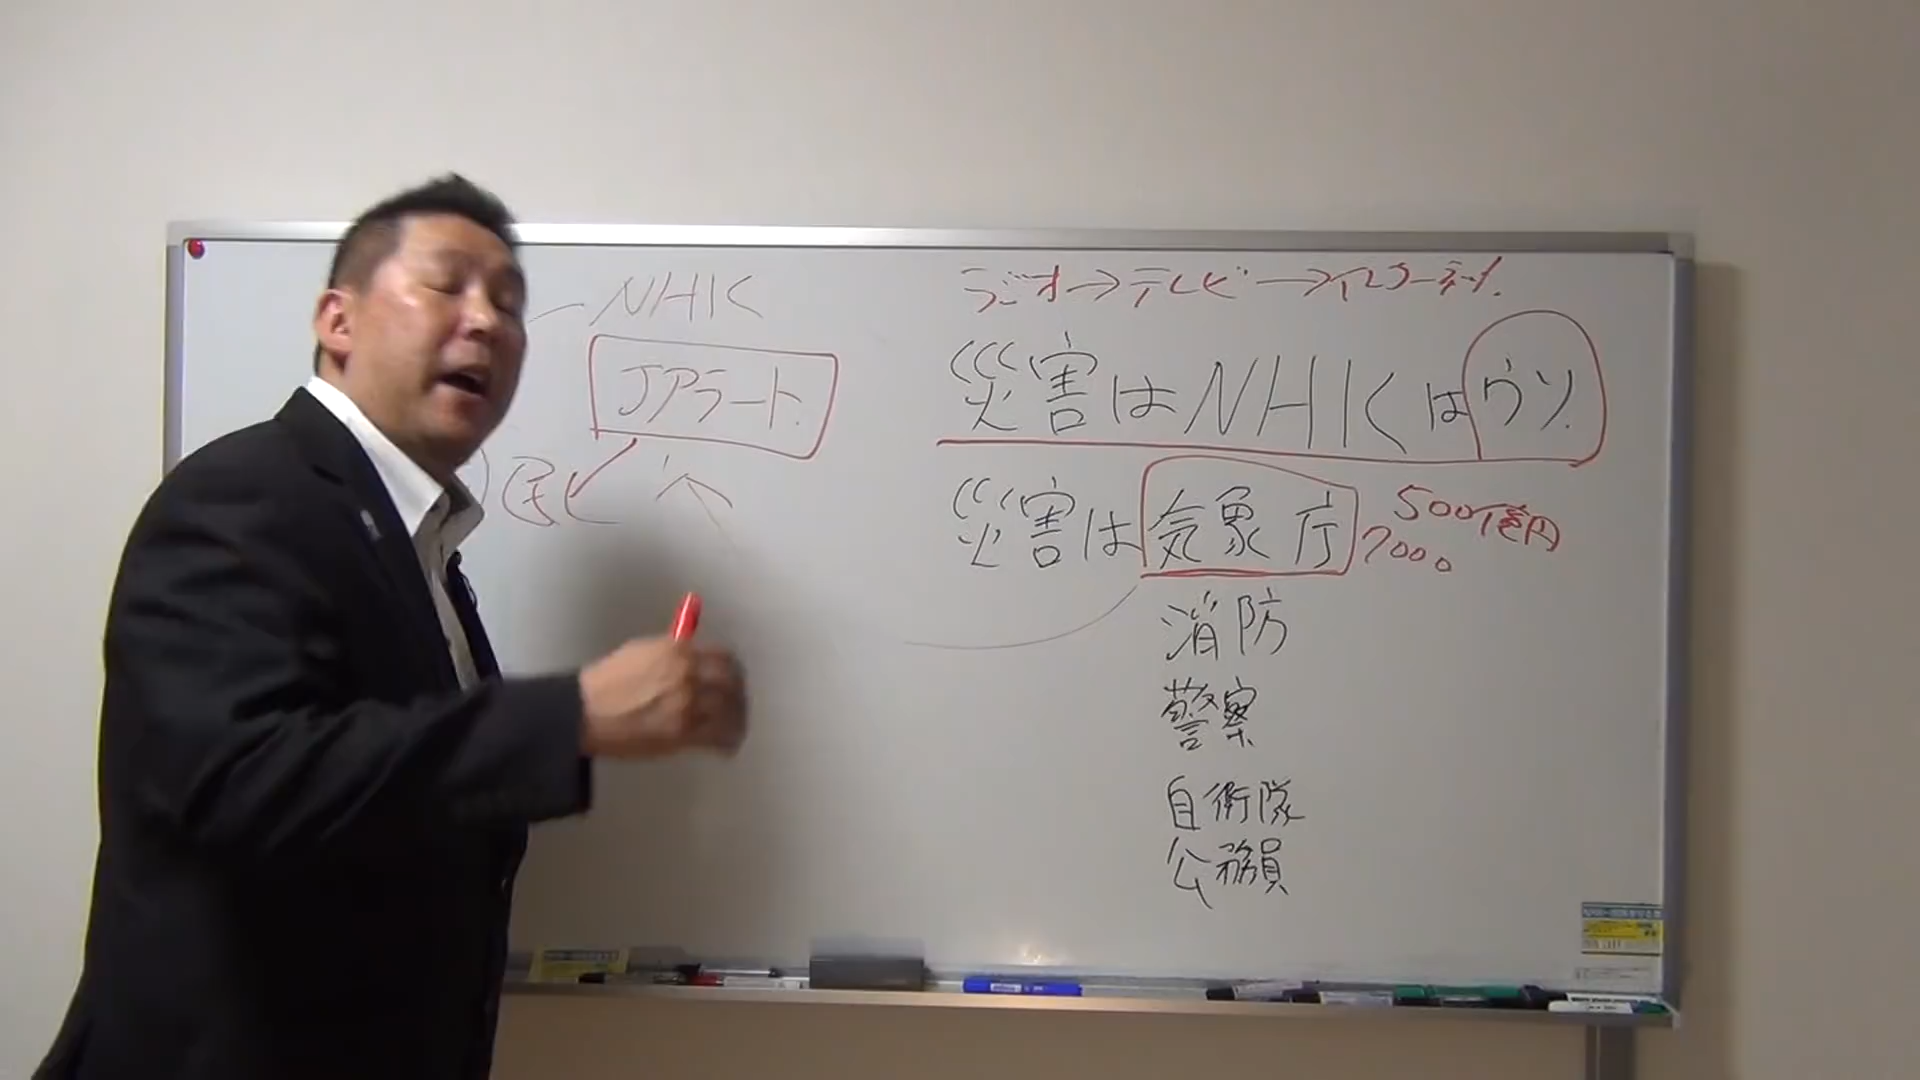 NHK
Jアラート
民
ラジオ→テレビ→インターネット
災害はNHKはウソ
災害は気象庁
500億円
7000
消防
警察
自衛隊
公務員